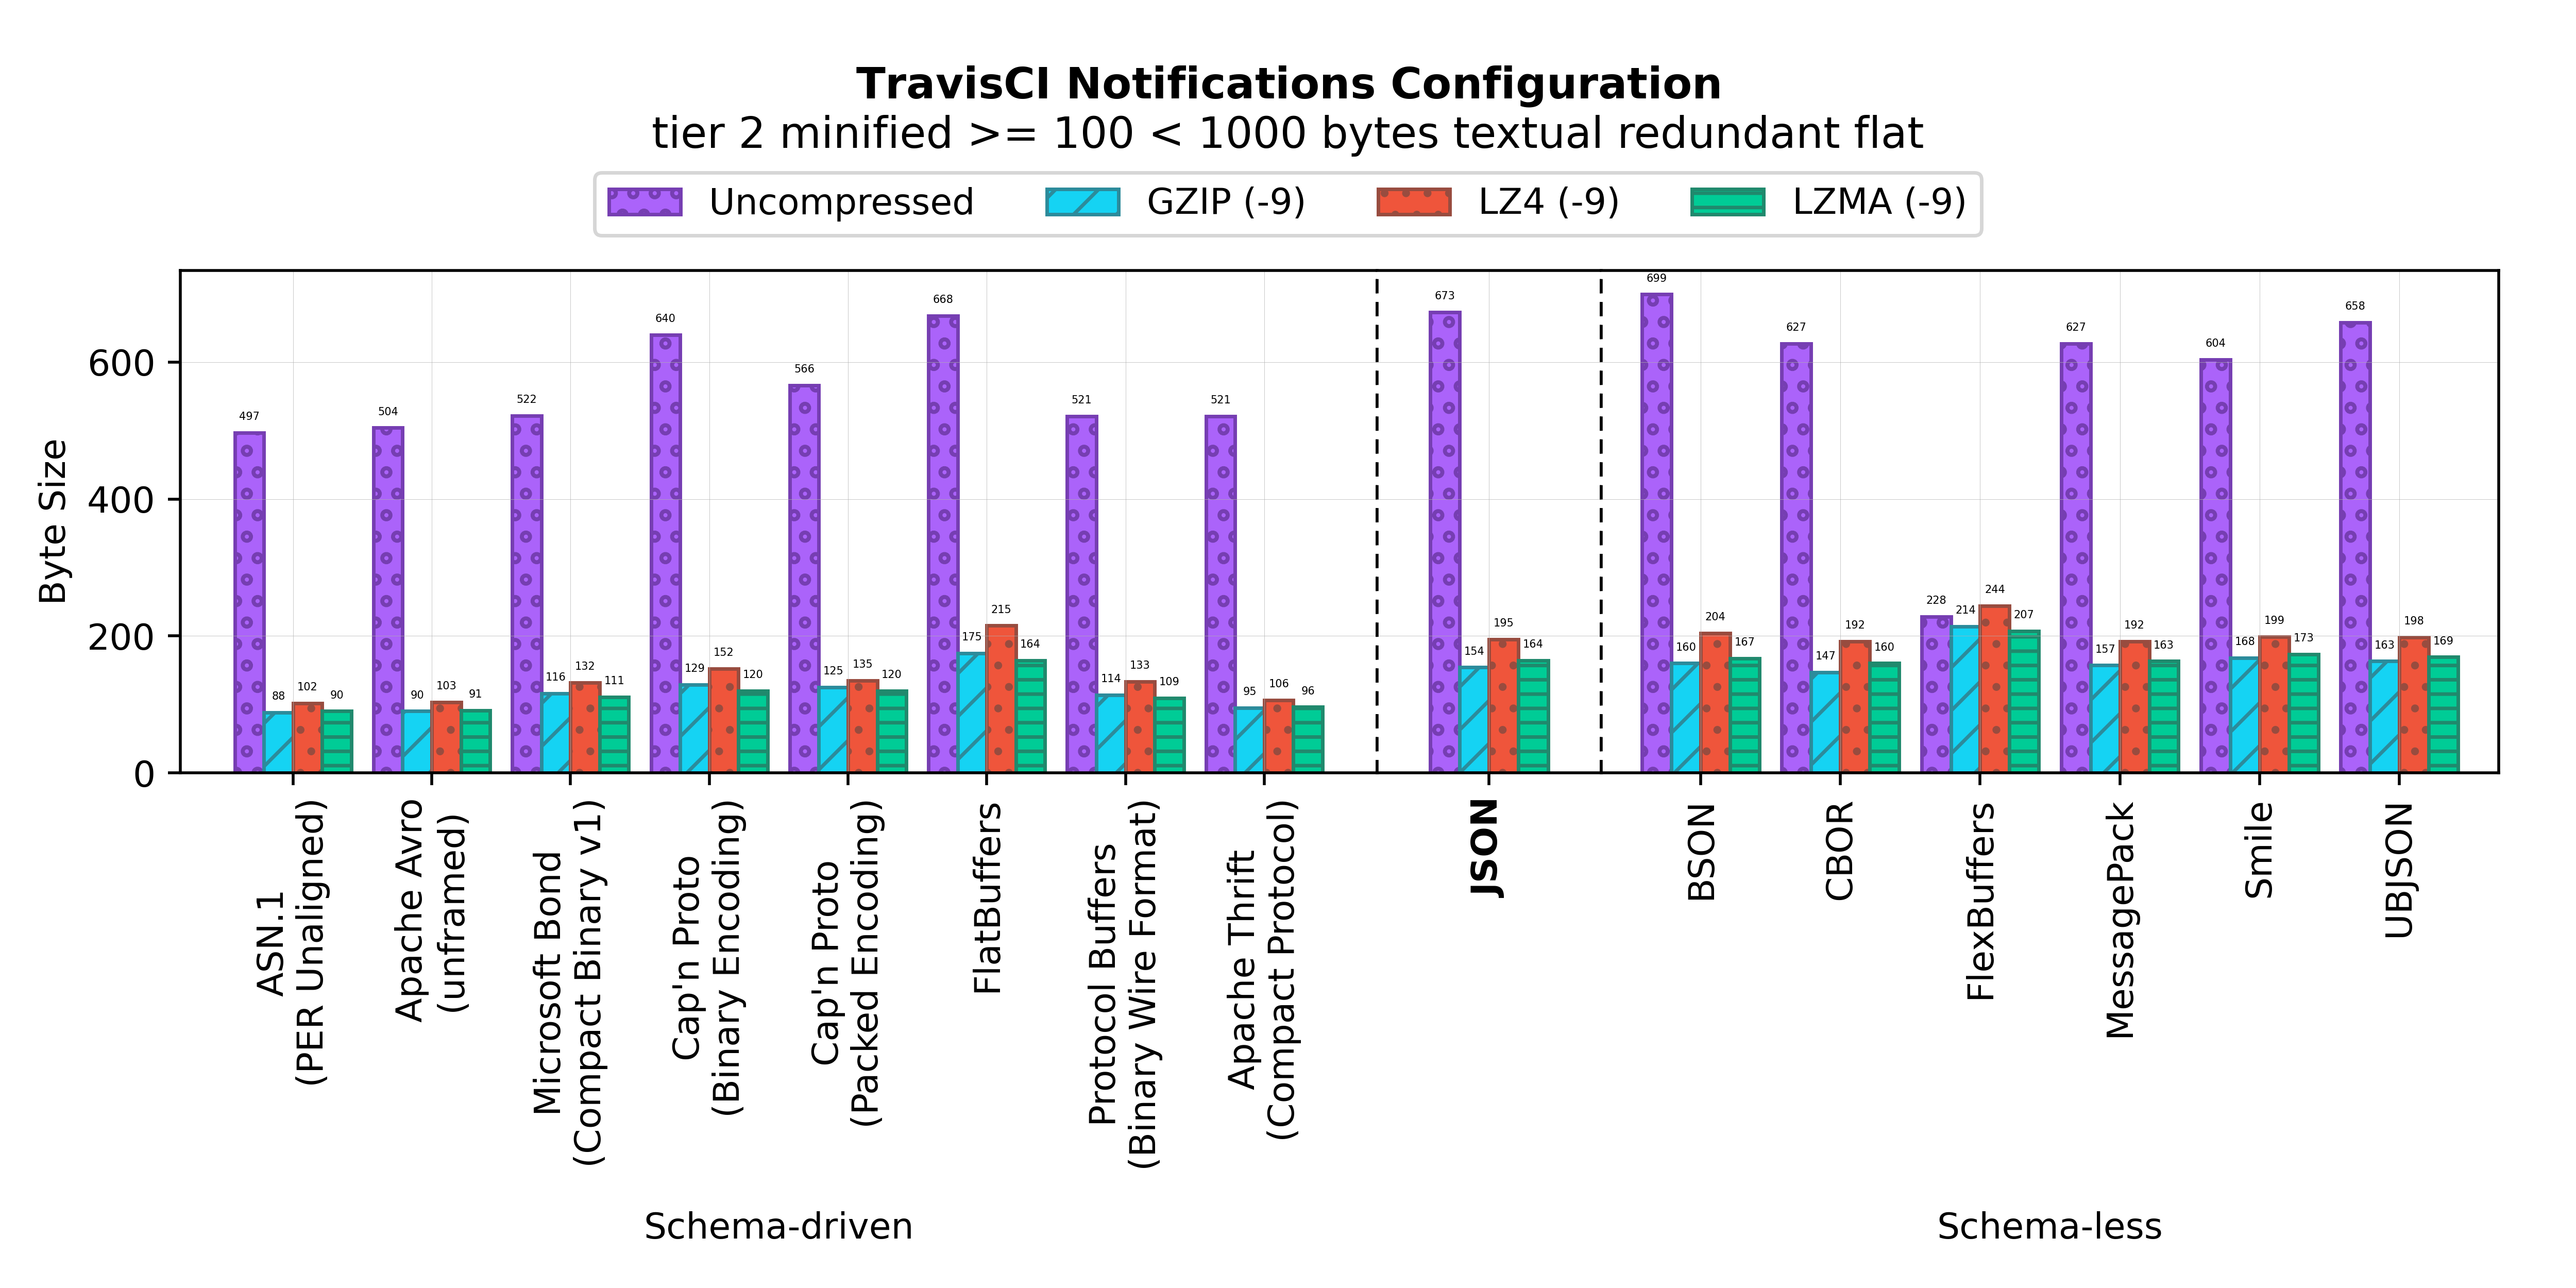 TravisCI Notifications Configuration
tier 2 minified >= 100 < 1000 bytes textual redundant flat
Uncompressed
GZIP (-9)
LZ4 (-9)
LZMA (-9)
Byte Size
600
400
200
0
497
88
102
90
504
90
103
91
522
116
132
111
640
129
152
120
566
125
135
120
668
175
215
164
521
114
133
109
521
95
106
96
673
154
195
164
699
160
204
167
627
147
192
160
228
214
244
207
627
157
192
163
604
168
199
173
658
163
198
169
ASN.1
(PER Unaligned)
Apache Avro
(unframed)
Microsoft Bond
(Compact Binary v1)
Cap'n Proto
(Binary Encoding)
Cap'n Proto
(Packed Encoding)
FlatBuffers
Protocol Buffers
(Binary Wire Format)
Apache Thrift
(Compact Protocol)
JSON
BSON
CBOR
FlexBuffers
MessagePack
Smile
UBJSON
Schema-driven
Schema-less